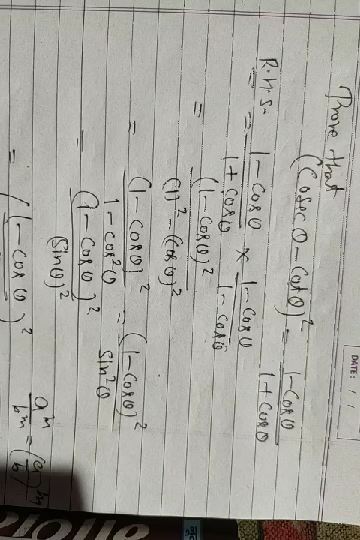 DATE: / /
Prove that
(Cosec θ - Cot θ)² = 1-Cos θ / 1+Cos θ
R.H.S. = 1-Cos θ / 1+Cos θ × 1-Cos θ / 1-Cos θ
= (1-Cos θ)² / (1)² - (Cos θ)²
= (1-Cos θ)² / 1-Cos² θ = (1-Cos θ)² / Sin² θ
= (1-Cos θ)² / (Sin θ)²
= (1-Cos θ)² aᵐ / bᵐ = (a / b)ᵐ